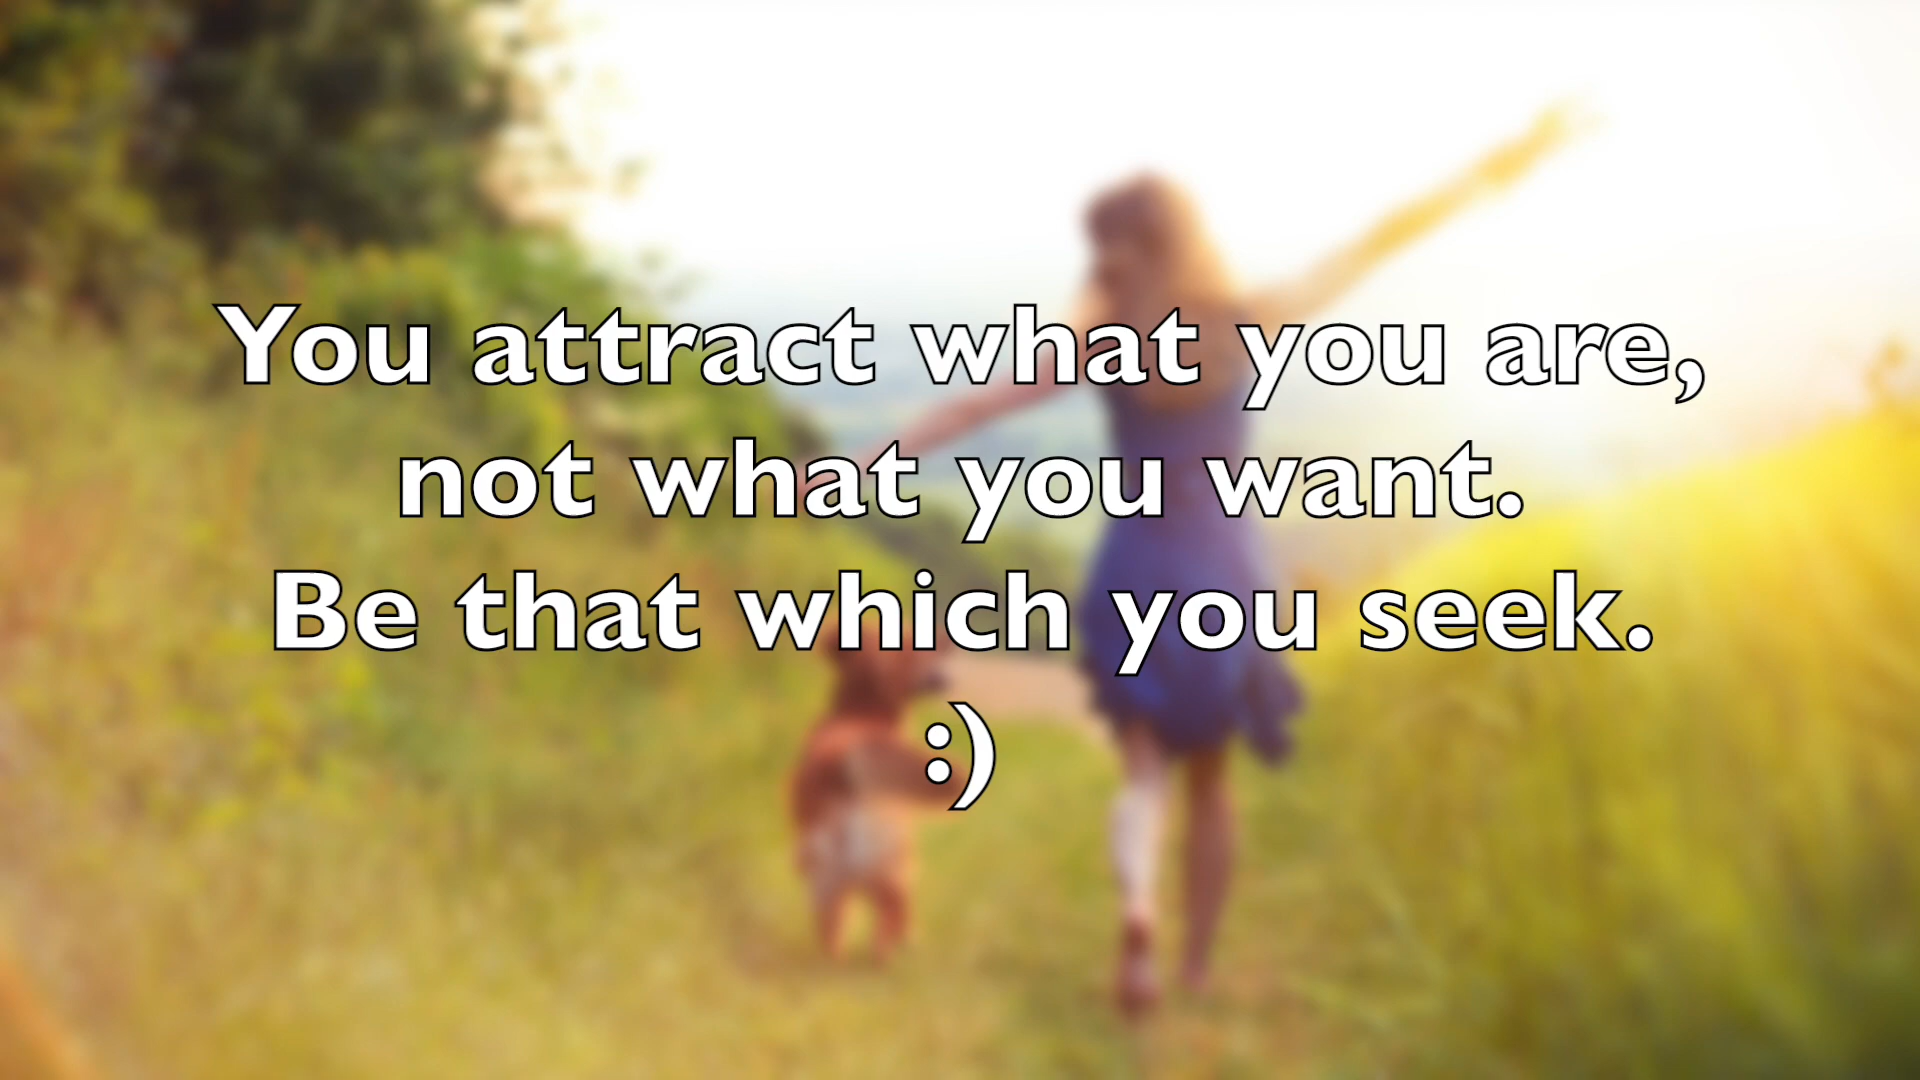 You attract what you are,
not what you want.
Be that which you seek.
:)